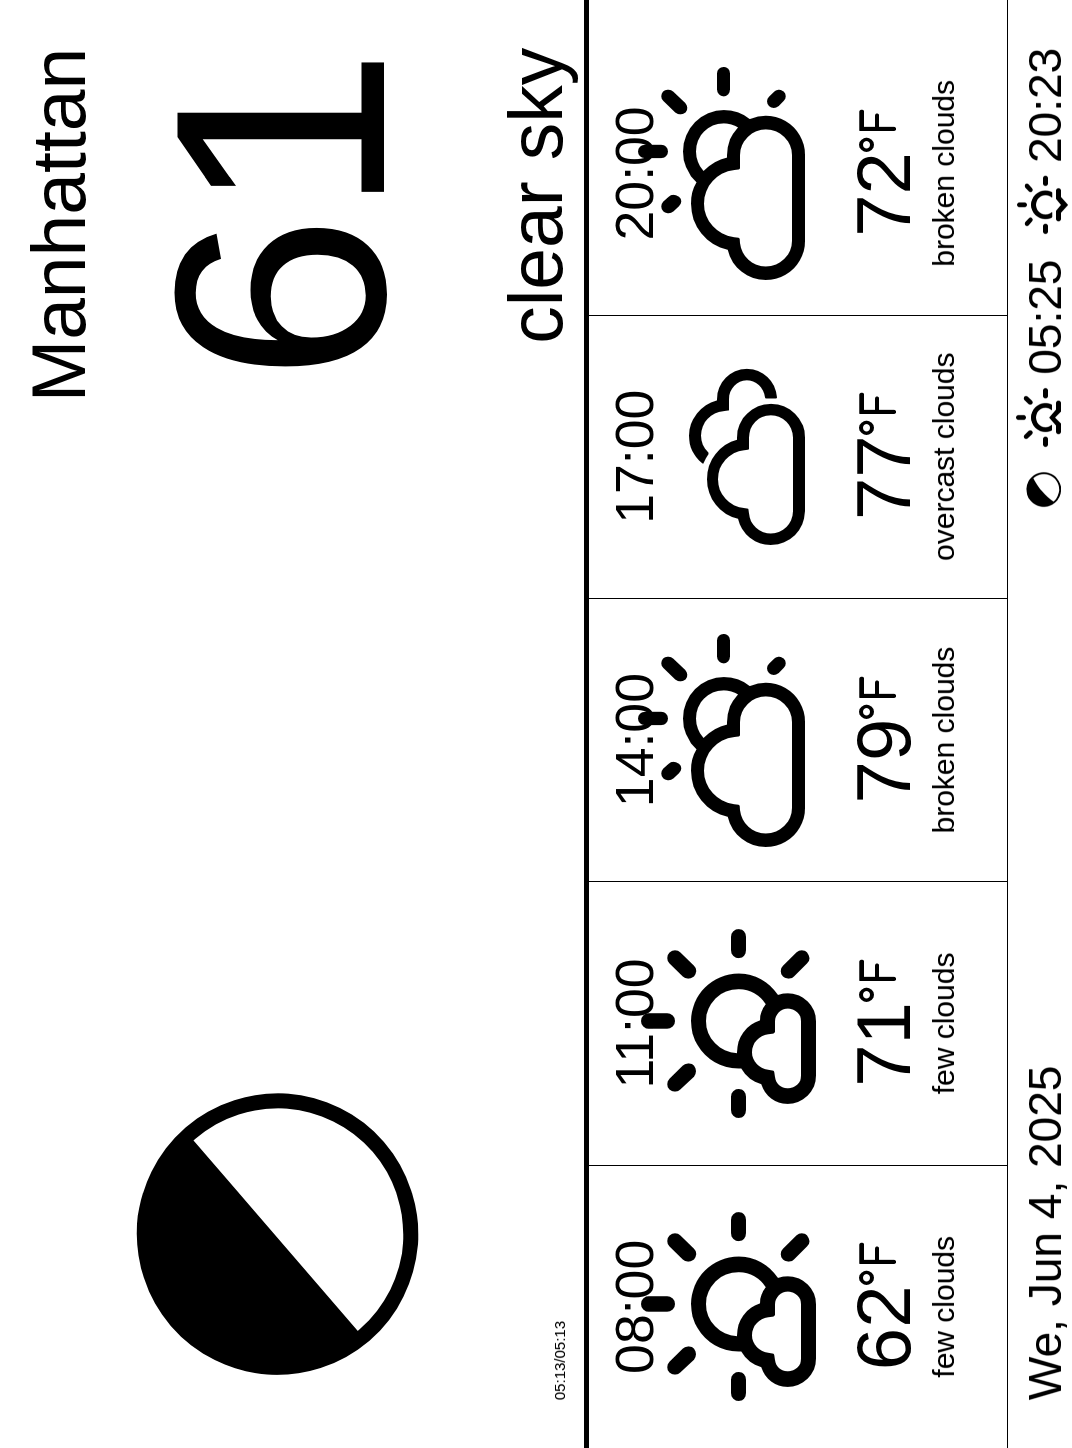 Manhattan
61
clear sky
05:13/05:13
08:00 11:00 14:00 17:00 20:00
62°F 71°F 79°F 77°F 72°F
few clouds few clouds broken clouds overcast clouds broken clouds
We, Jun 4, 2025 05:25 20:23